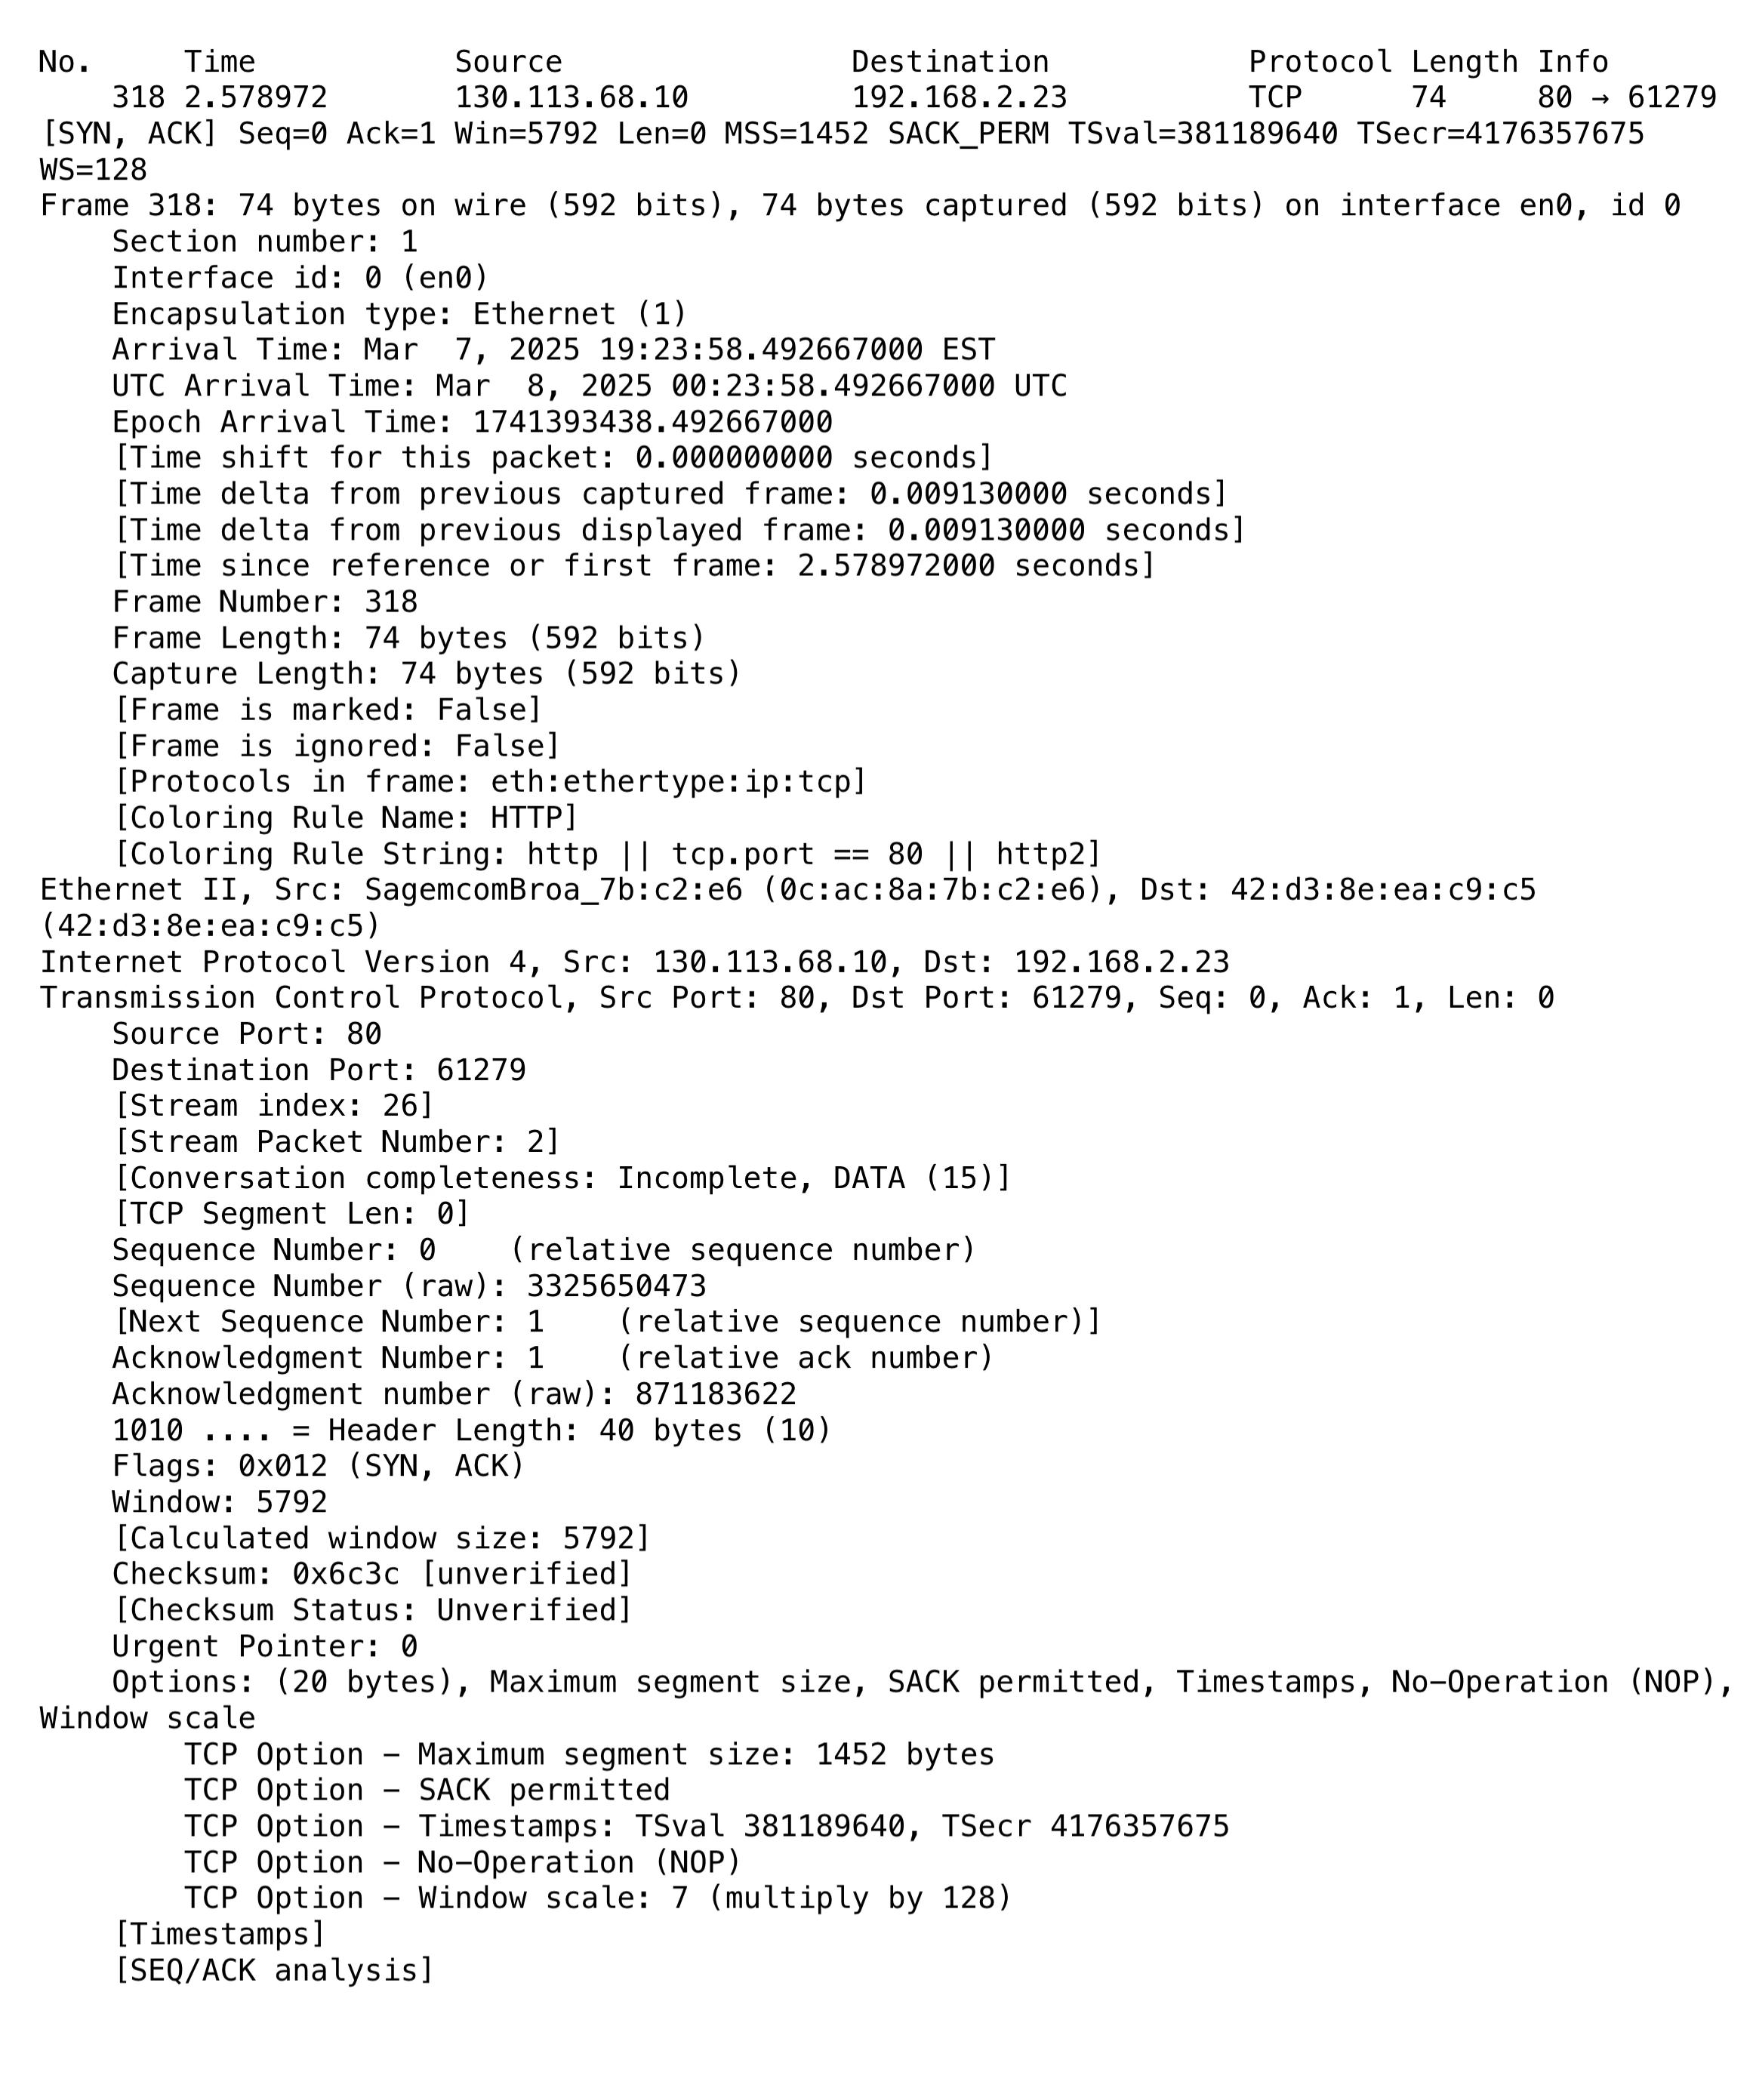 No.     Time           Source                Destination           Protocol Length Info
    318 2.578972       130.113.68.10         192.168.2.23          TCP      74     80 → 61279
[SYN, ACK] Seq=0 Ack=1 Win=5792 Len=0 MSS=1452 SACK_PERM TSval=381189640 TSecr=4176357675
WS=128
Frame 318: 74 bytes on wire (592 bits), 74 bytes captured (592 bits) on interface en0, id 0
    Section number: 1
    Interface id: 0 (en0)
    Encapsulation type: Ethernet (1)
    Arrival Time: Mar  7, 2025 19:23:58.492667000 EST
    UTC Arrival Time: Mar  8, 2025 00:23:58.492667000 UTC
    Epoch Arrival Time: 1741393438.492667000
    [Time shift for this packet: 0.000000000 seconds]
    [Time delta from previous captured frame: 0.009130000 seconds]
    [Time delta from previous displayed frame: 0.009130000 seconds]
    [Time since reference or first frame: 2.578972000 seconds]
    Frame Number: 318
    Frame Length: 74 bytes (592 bits)
    Capture Length: 74 bytes (592 bits)
    [Frame is marked: False]
    [Frame is ignored: False]
    [Protocols in frame: eth:ethertype:ip:tcp]
    [Coloring Rule Name: HTTP]
    [Coloring Rule String: http || tcp.port == 80 || http2]
Ethernet II, Src: SagemcomBroa_7b:c2:e6 (0c:ac:8a:7b:c2:e6), Dst: 42:d3:8e:ea:c9:c5
(42:d3:8e:ea:c9:c5)
Internet Protocol Version 4, Src: 130.113.68.10, Dst: 192.168.2.23
Transmission Control Protocol, Src Port: 80, Dst Port: 61279, Seq: 0, Ack: 1, Len: 0
    Source Port: 80
    Destination Port: 61279
    [Stream index: 26]
    [Stream Packet Number: 2]
    [Conversation completeness: Incomplete, DATA (15)]
    [TCP Segment Len: 0]
    Sequence Number: 0    (relative sequence number)
    Sequence Number (raw): 3325650473
    [Next Sequence Number: 1    (relative sequence number)]
    Acknowledgment Number: 1    (relative ack number)
    Acknowledgment number (raw): 871183622
    1010 .... = Header Length: 40 bytes (10)
    Flags: 0x012 (SYN, ACK)
    Window: 5792
    [Calculated window size: 5792]
    Checksum: 0x6c3c [unverified]
    [Checksum Status: Unverified]
    Urgent Pointer: 0
    Options: (20 bytes), Maximum segment size, SACK permitted, Timestamps, No-Operation (NOP),
Window scale
        TCP Option - Maximum segment size: 1452 bytes
        TCP Option - SACK permitted
        TCP Option - Timestamps: TSval 381189640, TSecr 4176357675
        TCP Option - No-Operation (NOP)
        TCP Option - Window scale: 7 (multiply by 128)
    [Timestamps]
    [SEQ/ACK analysis]